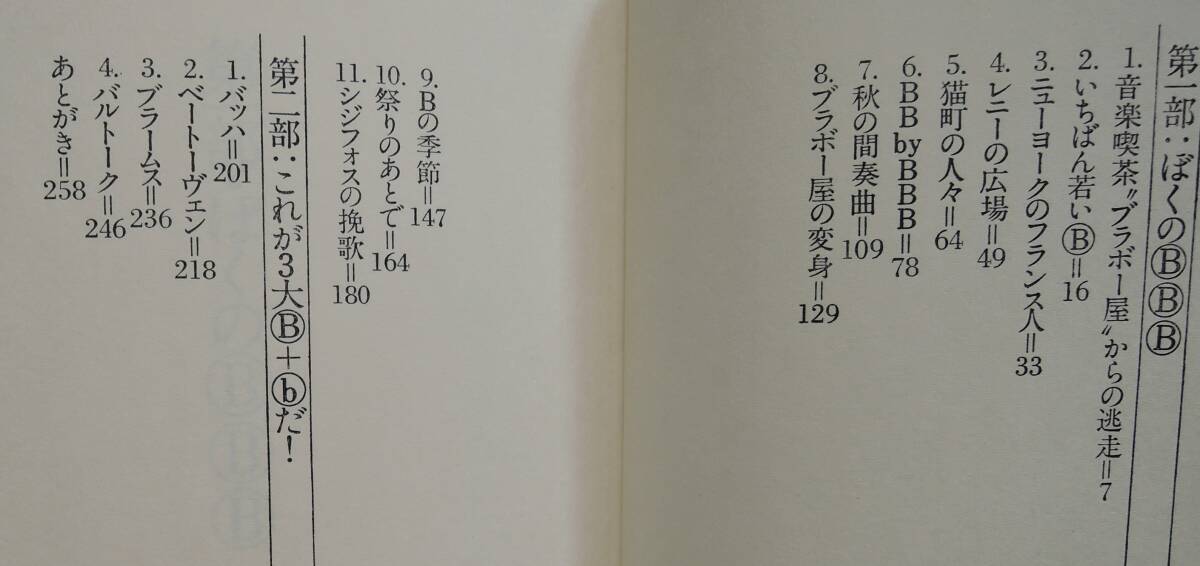 第一部:ぼくのⒷⒷⒷ
1.音楽喫茶〝ブラボー屋〟からの逃走=7
2.いちばん若いⒷ=16
3.ニューヨークのフランス人=33
4.レニーの広場=49
5.猫町の人々=64
6.BB by BBB=78
7.秋の間奏曲=109
8.ブラボー屋の変身=129
9.Bの季節=147
10.祭りのあとで=164
11.シジフォスの挽歌=180
第二部:これが3大Ⓑ+ⓑだ!
1.バッハ=201
2.ベートーヴェン=218
3.ブラームス=236
4.バルトーク=246
あとがき=258